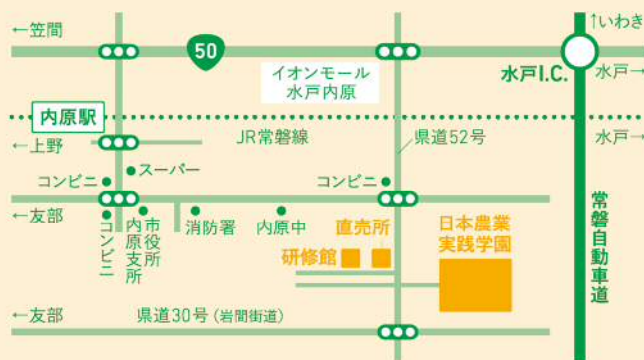 ←笠間
50
↑いわき
水戸I.C.
水戸→
イオンモール
水戸内原
内原駅
←上野
JR常磐線
県道52号
水戸→
スーパー
コンビニ
コンビニ
←友部
コンビニ
内原支所
市役所
消防署
内原中
直売所
研修館
日本農業
実践学園
常磐自動車道
←友部
県道30号(岩間街道)